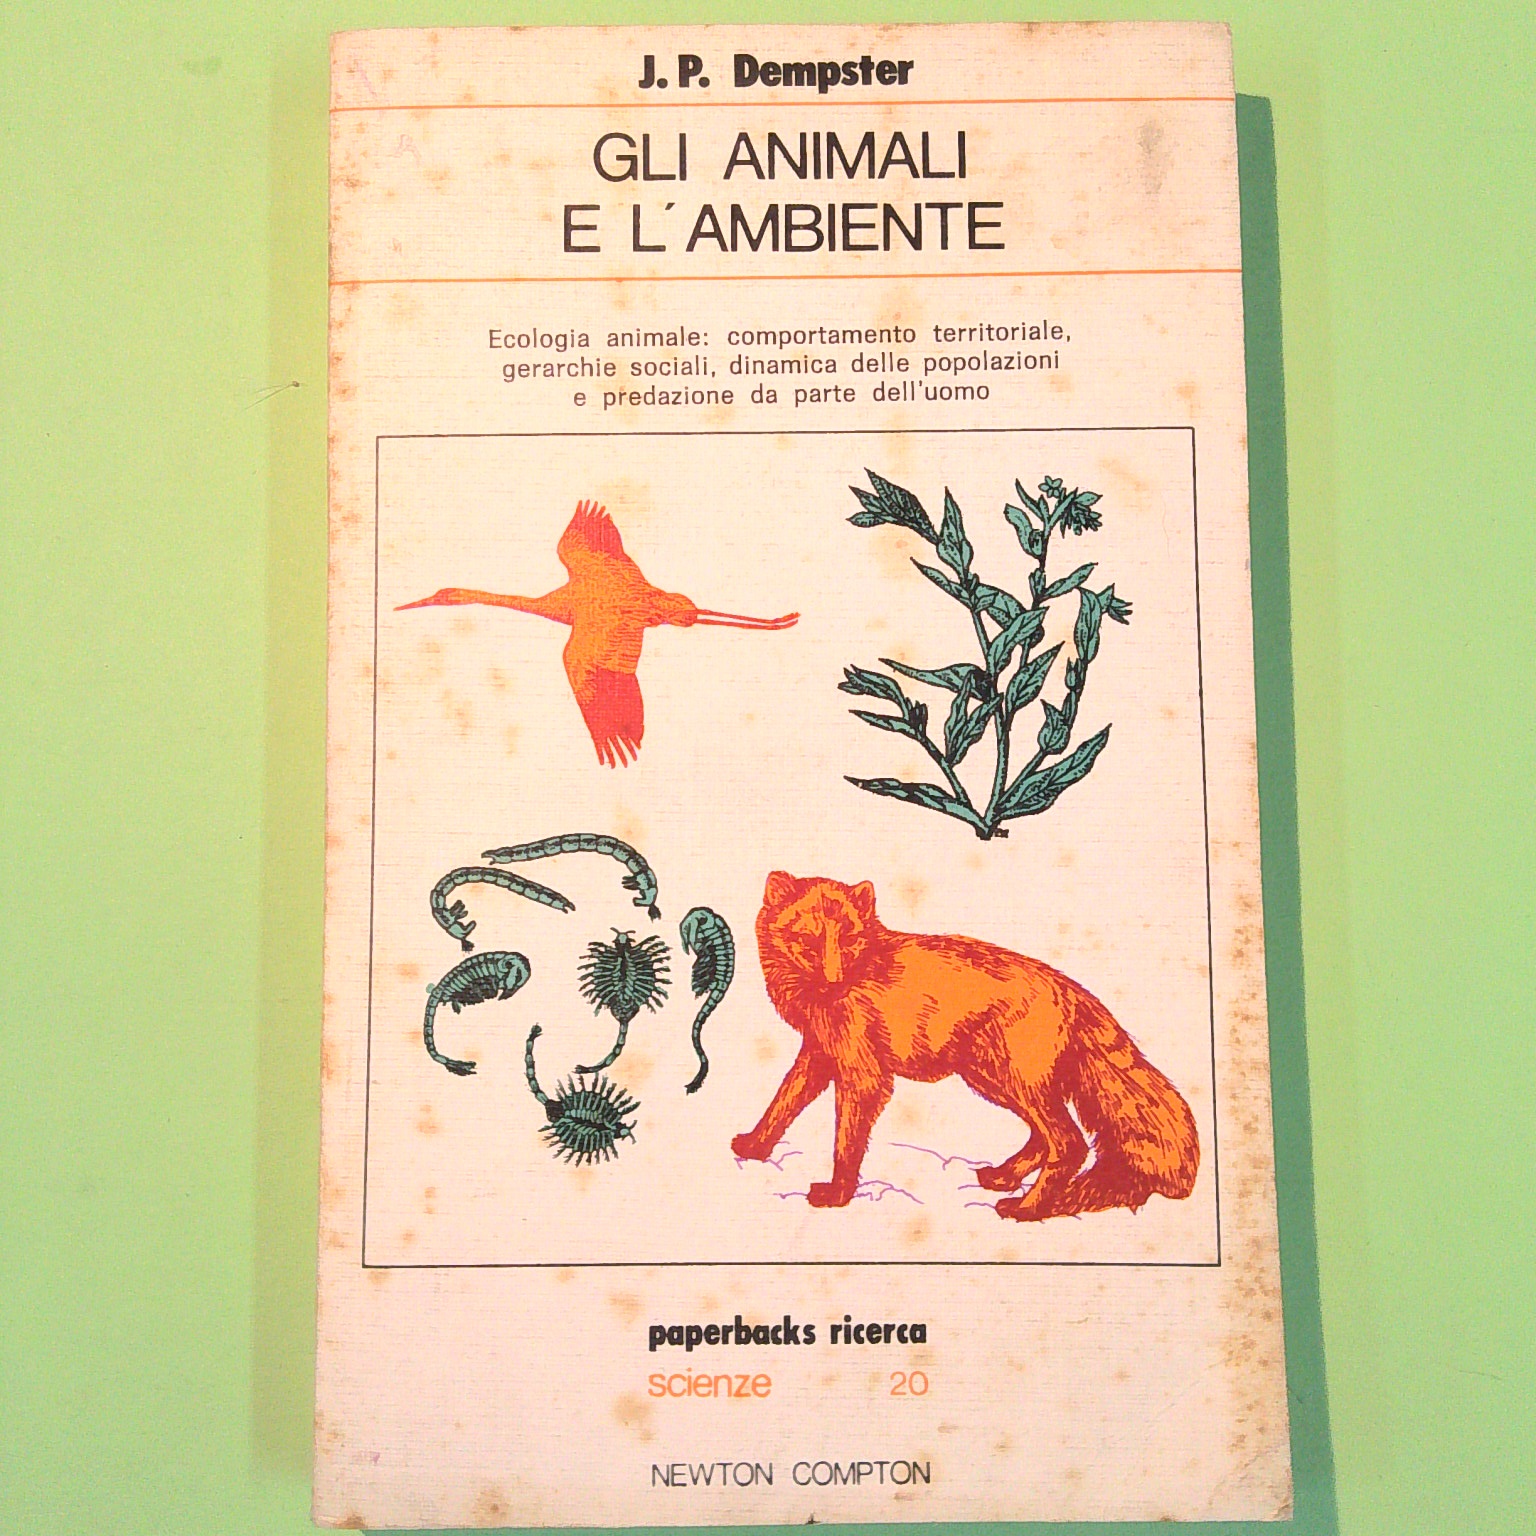 J. P. Dempster
GLI ANIMALI
E L´AMBIENTE
Ecologia animale: comportamento territoriale,
gerarchie sociali, dinamica delle popolazioni
e predazione da parte dell'uomo
paperbacks ricerca
scienze 20
NEWTON COMPTON